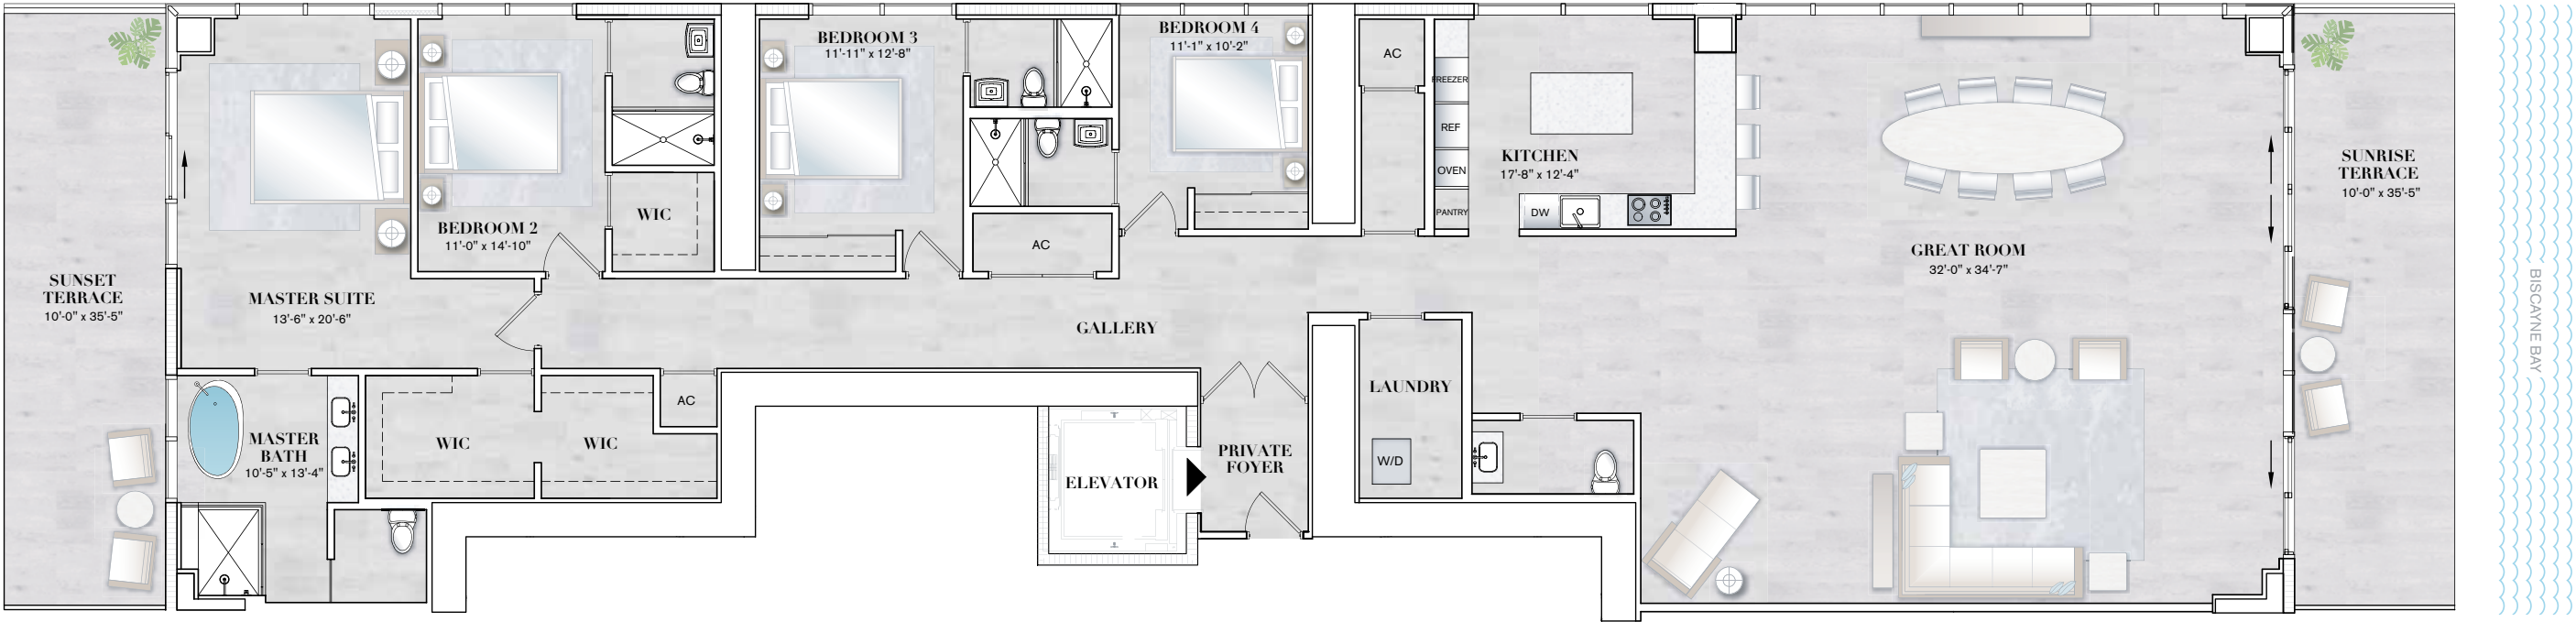 SUNSET
TERRACE
10'-0" x 35'-5"
MASTER SUITE
13'-6" x 20'-6"
BEDROOM 2
11'-0" x 14'-10"
WIC
BEDROOM 3
11'-11" x 12'-8"
AC
BEDROOM 4
11'-1" x 10'-2"
AC
FREEZER
REF
OVEN
PANTRY
KITCHEN
17'-8" x 12'-4"
DW
GREAT ROOM
32'-0" x 34'-7"
SUNRISE
TERRACE
10'-0" x 35'-5"
BISCAYNE BAY
GALLERY
MASTER
BATH
10'-5" x 13'-4"
WIC
WIC
AC
ELEVATOR
PRIVATE
FOYER
LAUNDRY
W/D